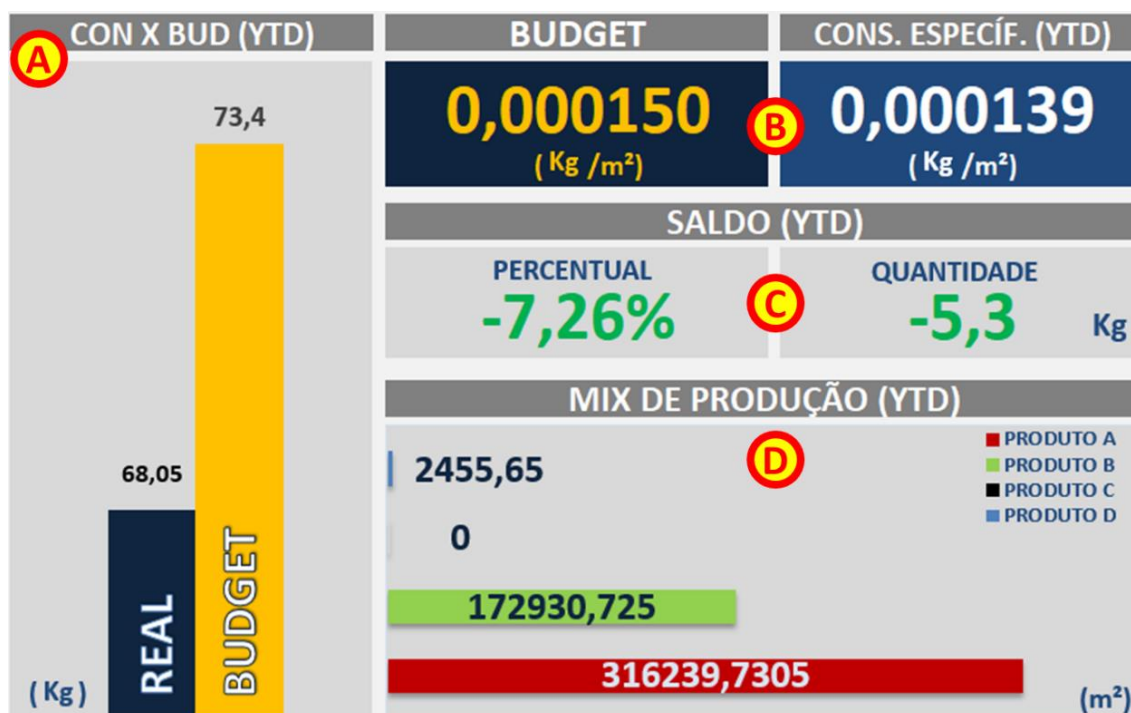 CON X BUD (YTD)
A
73,4
68,05
REAL
BUDGET
(Kg)
BUDGET
0,000150
(Kg /m²)
B
CONS. ESPECÍF. (YTD)
0,000139
(Kg /m²)
SALDO (YTD)
PERCENTUAL
-7,26%
C
QUANTIDADE
-5,3 Kg
MIX DE PRODUÇÃO (YTD)
D
PRODUTO A
PRODUTO B
PRODUTO C
PRODUTO D
2455,65
0
172930,725
316239,7305
(m²)